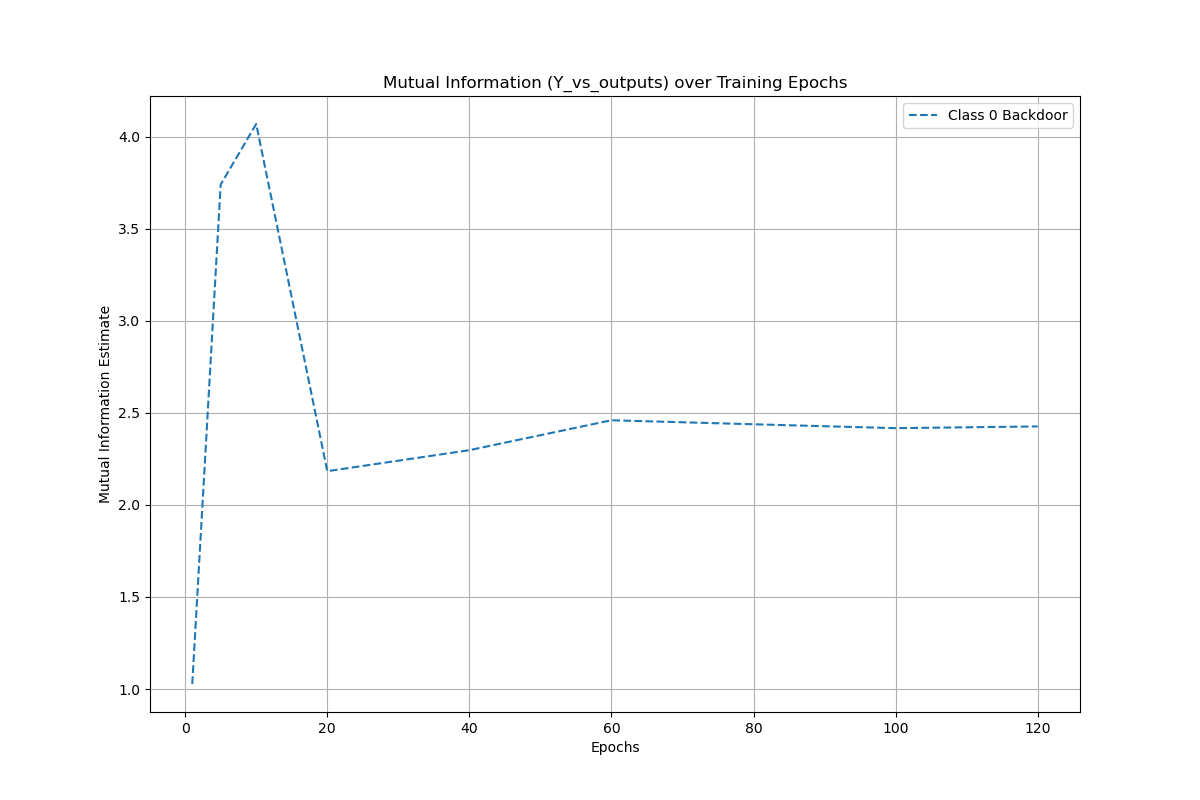 Mutual Information (Y_vs_outputs) over Training Epochs
Class 0 Backdoor
Mutual Information Estimate
4.0
3.5
3.0
2.5
2.0
1.5
1.0
0 20 40 60 80 100 120
Epochs